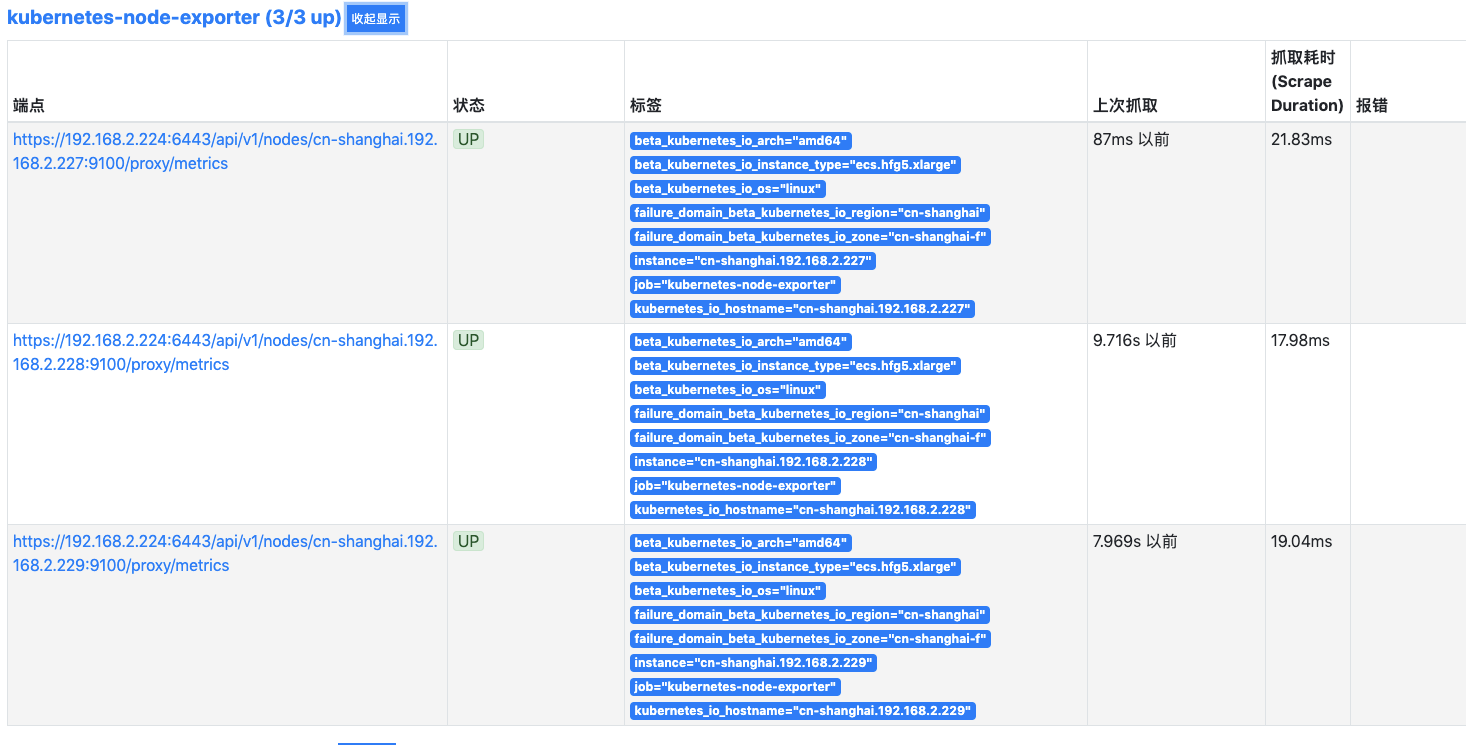 kubernetes-node-exporter (3/3 up) 收起显示
端点 状态 标签 上次抓取 抓取耗时 (Scrape Duration) 报错
https://192.168.2.224:6443/api/v1/nodes/cn-shanghai.192.
168.2.227:9100/proxy/metrics
UP
beta_kubernetes_io_arch="amd64"
beta_kubernetes_io_instance_type="ecs.hfg5.xlarge"
beta_kubernetes_io_os="linux"
failure_domain_beta_kubernetes_io_region="cn-shanghai"
failure_domain_beta_kubernetes_io_zone="cn-shanghai-f"
instance="cn-shanghai.192.168.2.227"
job="kubernetes-node-exporter"
kubernetes_io_hostname="cn-shanghai.192.168.2.227"
87ms 以前
21.83ms
https://192.168.2.224:6443/api/v1/nodes/cn-shanghai.192.
168.2.228:9100/proxy/metrics
UP
beta_kubernetes_io_arch="amd64"
beta_kubernetes_io_instance_type="ecs.hfg5.xlarge"
beta_kubernetes_io_os="linux"
failure_domain_beta_kubernetes_io_region="cn-shanghai"
failure_domain_beta_kubernetes_io_zone="cn-shanghai-f"
instance="cn-shanghai.192.168.2.228"
job="kubernetes-node-exporter"
kubernetes_io_hostname="cn-shanghai.192.168.2.228"
9.716s 以前
17.98ms
https://192.168.2.224:6443/api/v1/nodes/cn-shanghai.192.
168.2.229:9100/proxy/metrics
UP
beta_kubernetes_io_arch="amd64"
beta_kubernetes_io_instance_type="ecs.hfg5.xlarge"
beta_kubernetes_io_os="linux"
failure_domain_beta_kubernetes_io_region="cn-shanghai"
failure_domain_beta_kubernetes_io_zone="cn-shanghai-f"
instance="cn-shanghai.192.168.2.229"
job="kubernetes-node-exporter"
kubernetes_io_hostname="cn-shanghai.192.168.2.229"
7.969s 以前
19.04ms